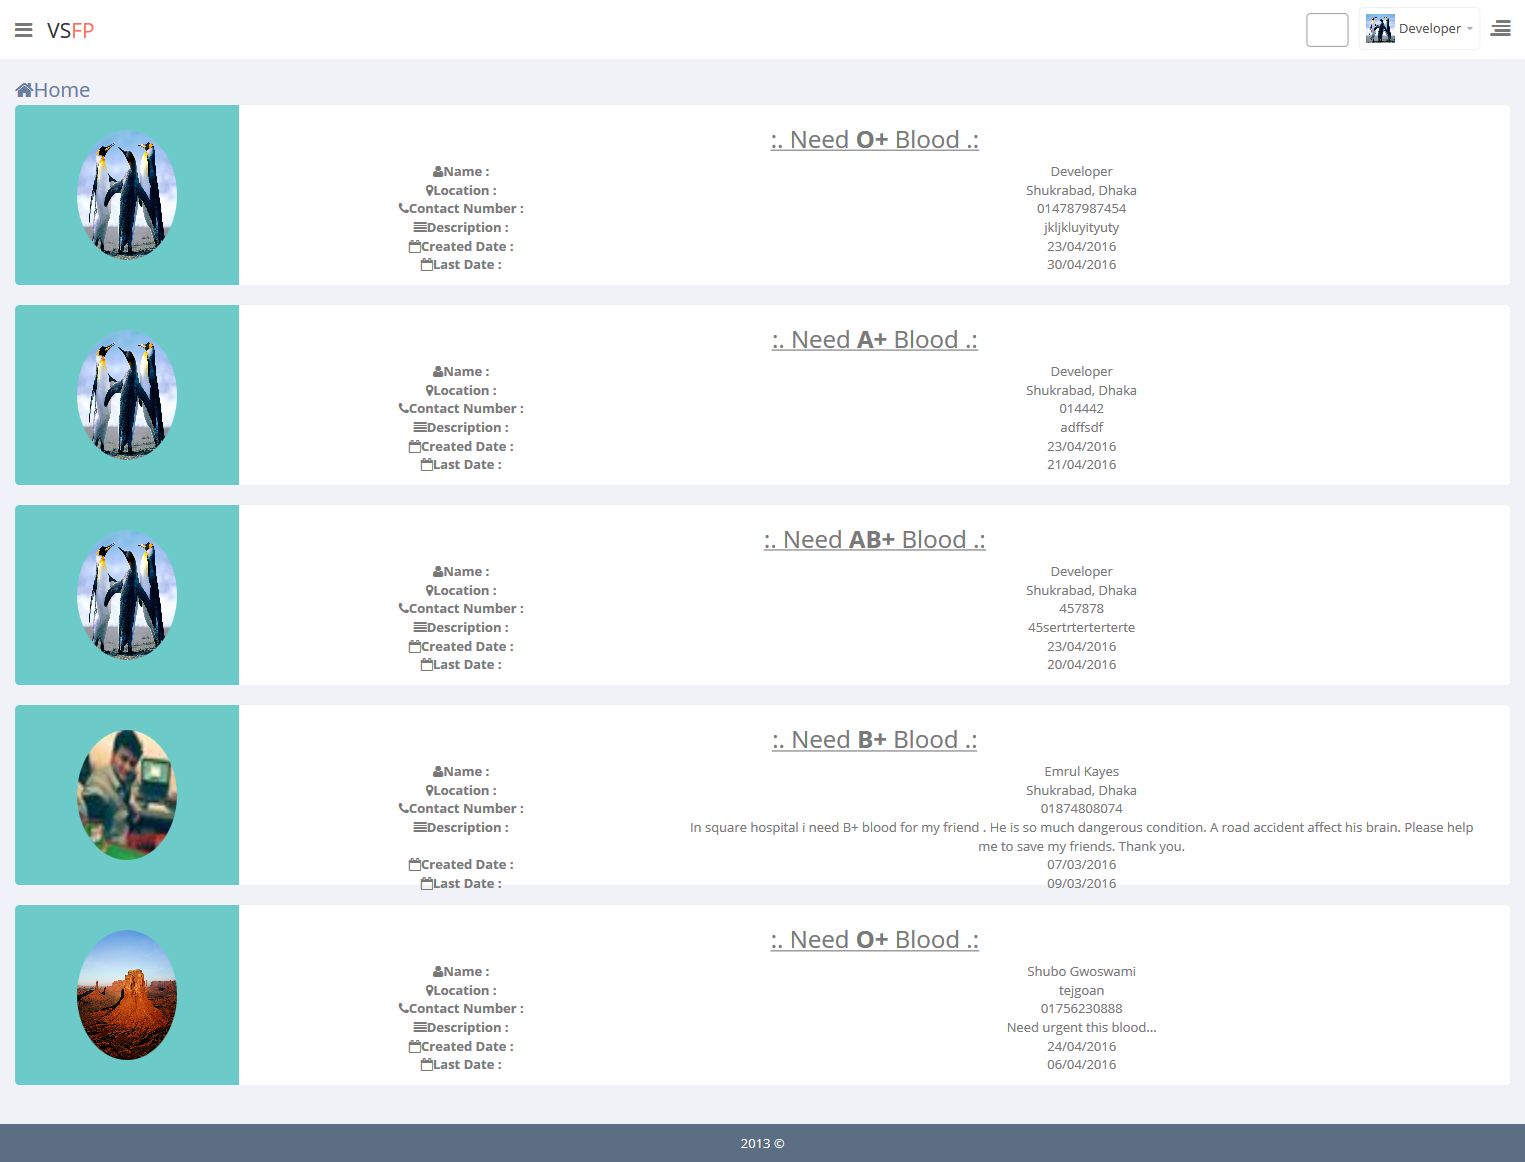 VSFP
Developer
Home
:. Need O+ Blood .:
Name : Developer
Location : Shukrabad, Dhaka
Contact Number : 014787987454
Description : jkljkluyityuty
Created Date : 23/04/2016
Last Date : 30/04/2016
:. Need A+ Blood .:
Name : Developer
Location : Shukrabad, Dhaka
Contact Number : 014442
Description : adffsdf
Created Date : 23/04/2016
Last Date : 21/04/2016
:. Need AB+ Blood .:
Name : Developer
Location : Shukrabad, Dhaka
Contact Number : 457878
Description : 45sertrterterterte
Created Date : 23/04/2016
Last Date : 20/04/2016
:. Need B+ Blood .:
Name : Emrul Kayes
Location : Shukrabad, Dhaka
Contact Number : 01874808074
Description : In square hospital i need B+ blood for my friend . He is so much dangerous condition. A road accident affect his brain. Please help
me to save my friends. Thank you.
Created Date : 07/03/2016
Last Date : 09/03/2016
:. Need O+ Blood .:
Name : Shubo Gwoswami
Location : tejgoan
Contact Number : 01756230888
Description : Need urgent this blood...
Created Date : 24/04/2016
Last Date : 06/04/2016
2013 ©